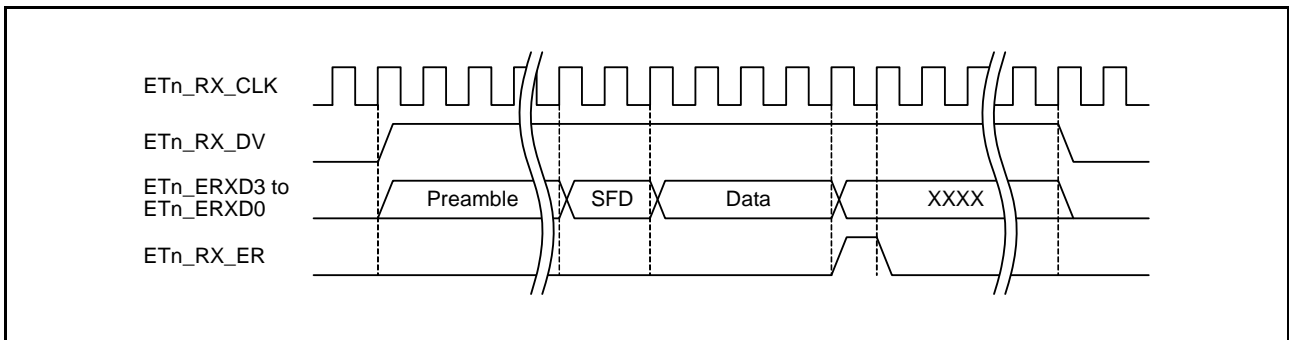 ETn_RX_CLK
ETn_RX_DV
ETn_ERXD3 to
ETn_ERXD0
Preamble SFD Data XXXX
ETn_RX_ER